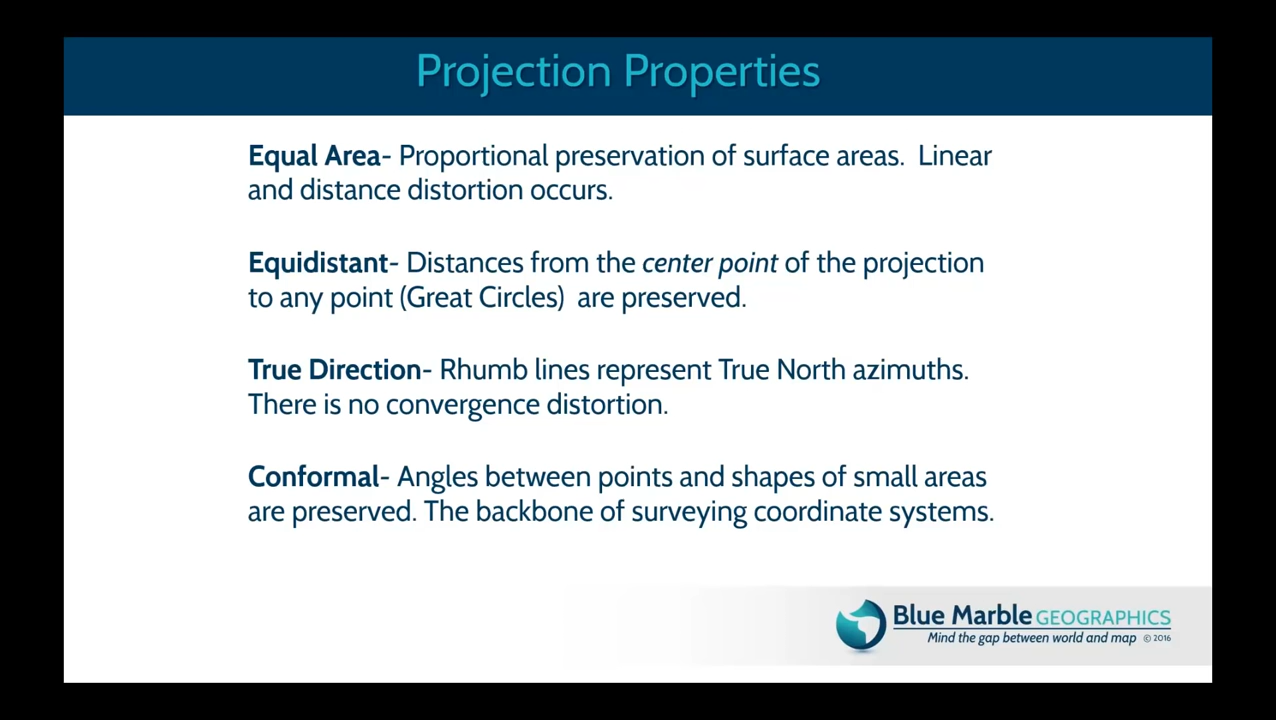 Projection Properties
Equal Area- Proportional preservation of surface areas.  Linear
and distance distortion occurs.
Equidistant- Distances from the center point of the projection
to any point (Great Circles)  are preserved.
True Direction- Rhumb lines represent True North azimuths.
There is no convergence distortion.
Conformal- Angles between points and shapes of small areas
are preserved. The backbone of surveying coordinate systems.
Blue Marble GEOGRAPHICS
Mind the gap between world and map © 2016